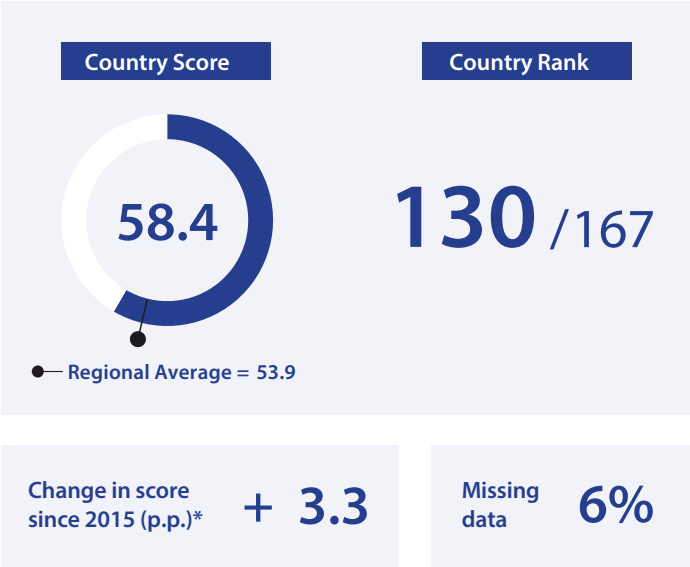 Country Score
Country Rank
58.4
130 /167
Regional Average = 53.9
Change in score
since 2015 (p.p.)*
+ 3.3
Missing
data
6%